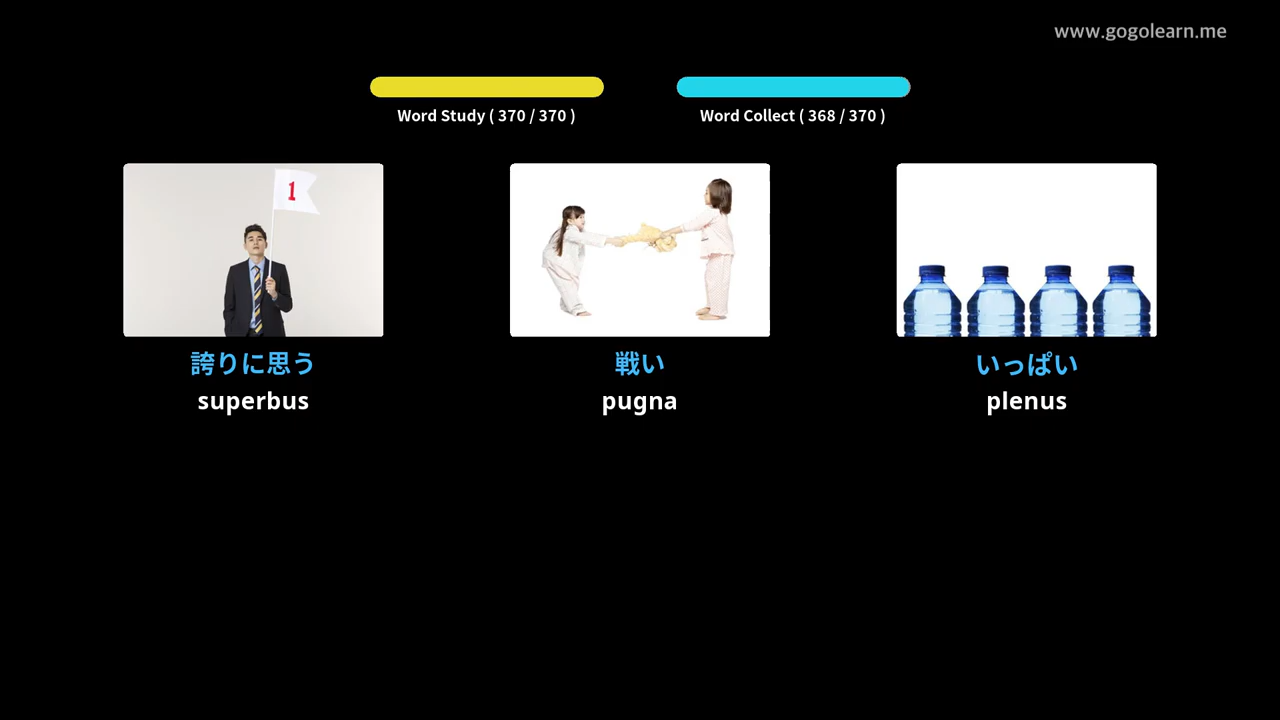 www.gogolearn.me
Word Study ( 370 / 370 )
Word Collect ( 368 / 370 )
1
誇りに思う
superbus
戦い
pugna
いっぱい
plenus